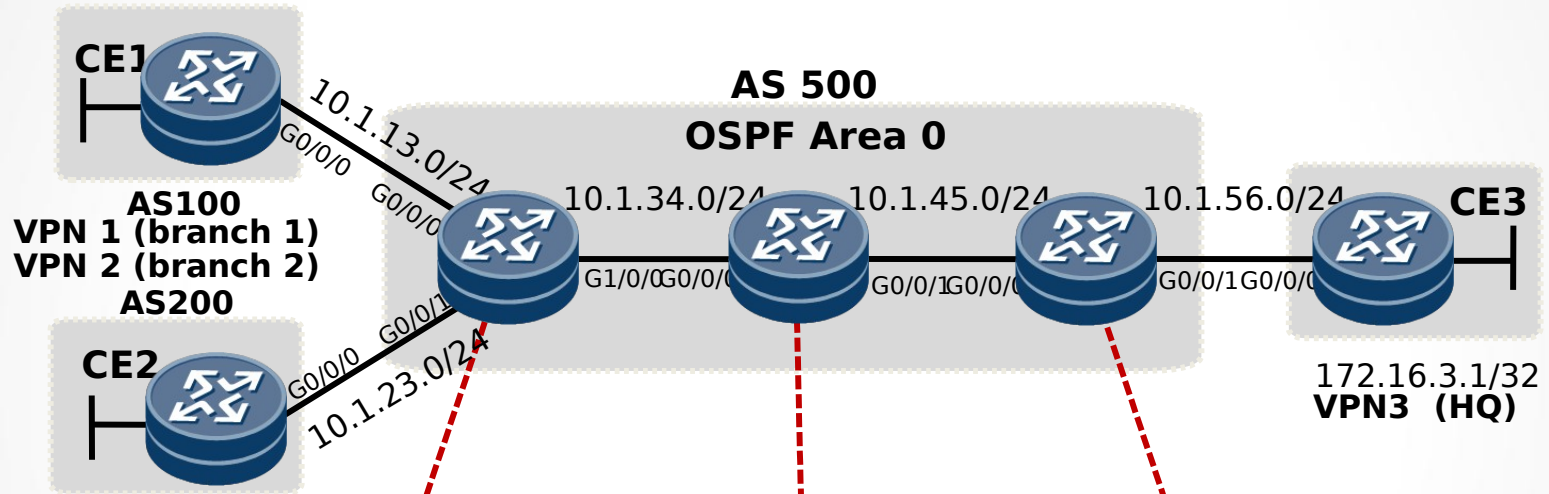 CE1
10.1.13.0/24
G0/0/0
G0/0/0
AS100
VPN 1 (branch 1)
VPN 2 (branch 2)
AS200
CE2
G0/0/0
G0/0/1
10.1.23.0/24
AS 500
OSPF Area 0
10.1.34.0/24
10.1.45.0/24
10.1.56.0/24
CE3
G1/0/0
G0/0/0
G0/0/1
G0/0/0
G0/0/1
G0/0/0
172.16.3.1/32
VPN3 (HQ)